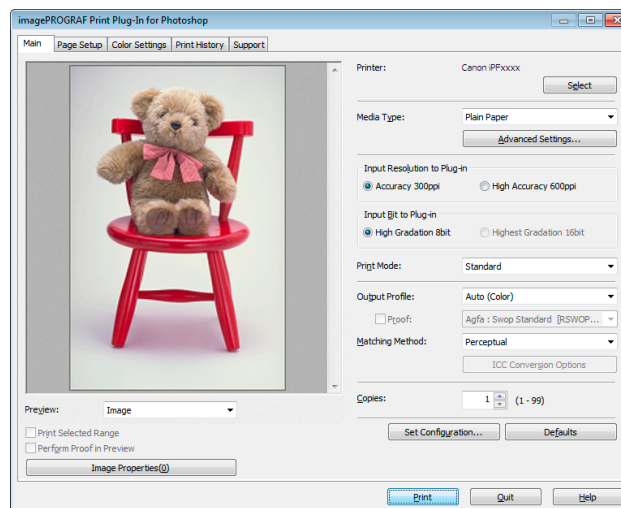 imagePROGRAF Print Plug-In for Photoshop
Main Page Setup Color Settings Print History Support
Printer: Canon iPFxxxx
Select
Media Type: Plain Paper
Advanced Settings...
Input Resolution to Plug-in
Accuracy 300ppi High Accuracy 600ppi
Input Bit to Plug-in
High Gradation 8bit Highest Gradation 16bit
Print Mode: Standard
Output Profile: Auto (Color)
Proof: Agfa : Swop Standard [RSWOP...
Matching Method: Perceptual
ICC Conversion Options
Copies: 1 (1 - 99)
Preview: Image
Print Selected Range
Perform Proof in Preview
Image Properties(0)
Set Configuration... Defaults
Print Quit Help